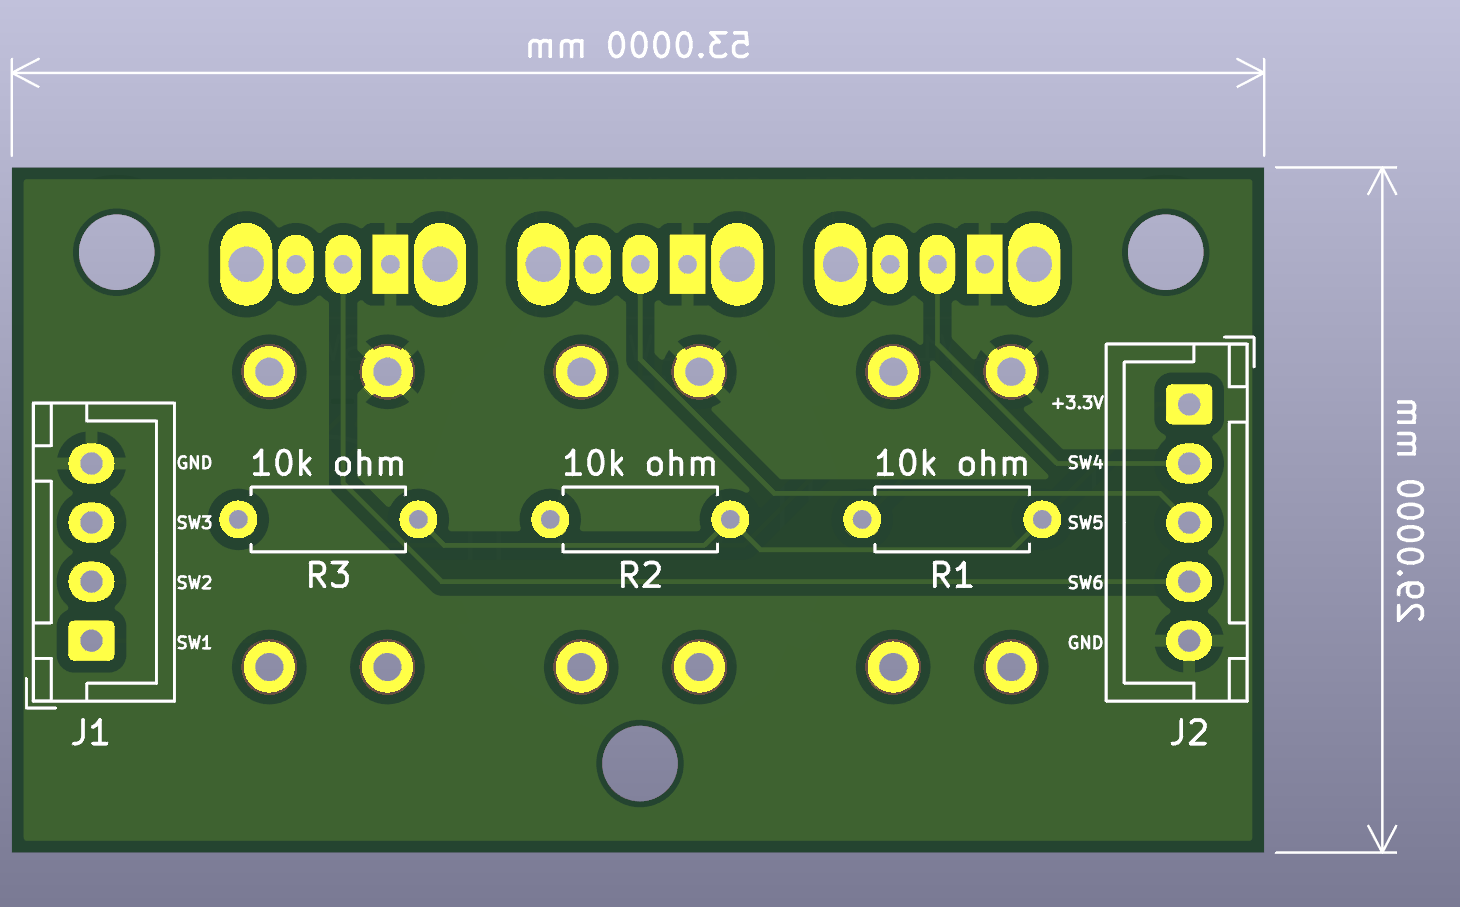 53.0000 mm
29.0000 mm
+3.3V
GND
10k ohm
10k ohm
10k ohm
SW4
SW3
SW5
R3
R2
R1
SW2
SW6
SW1
GND
J1
J2